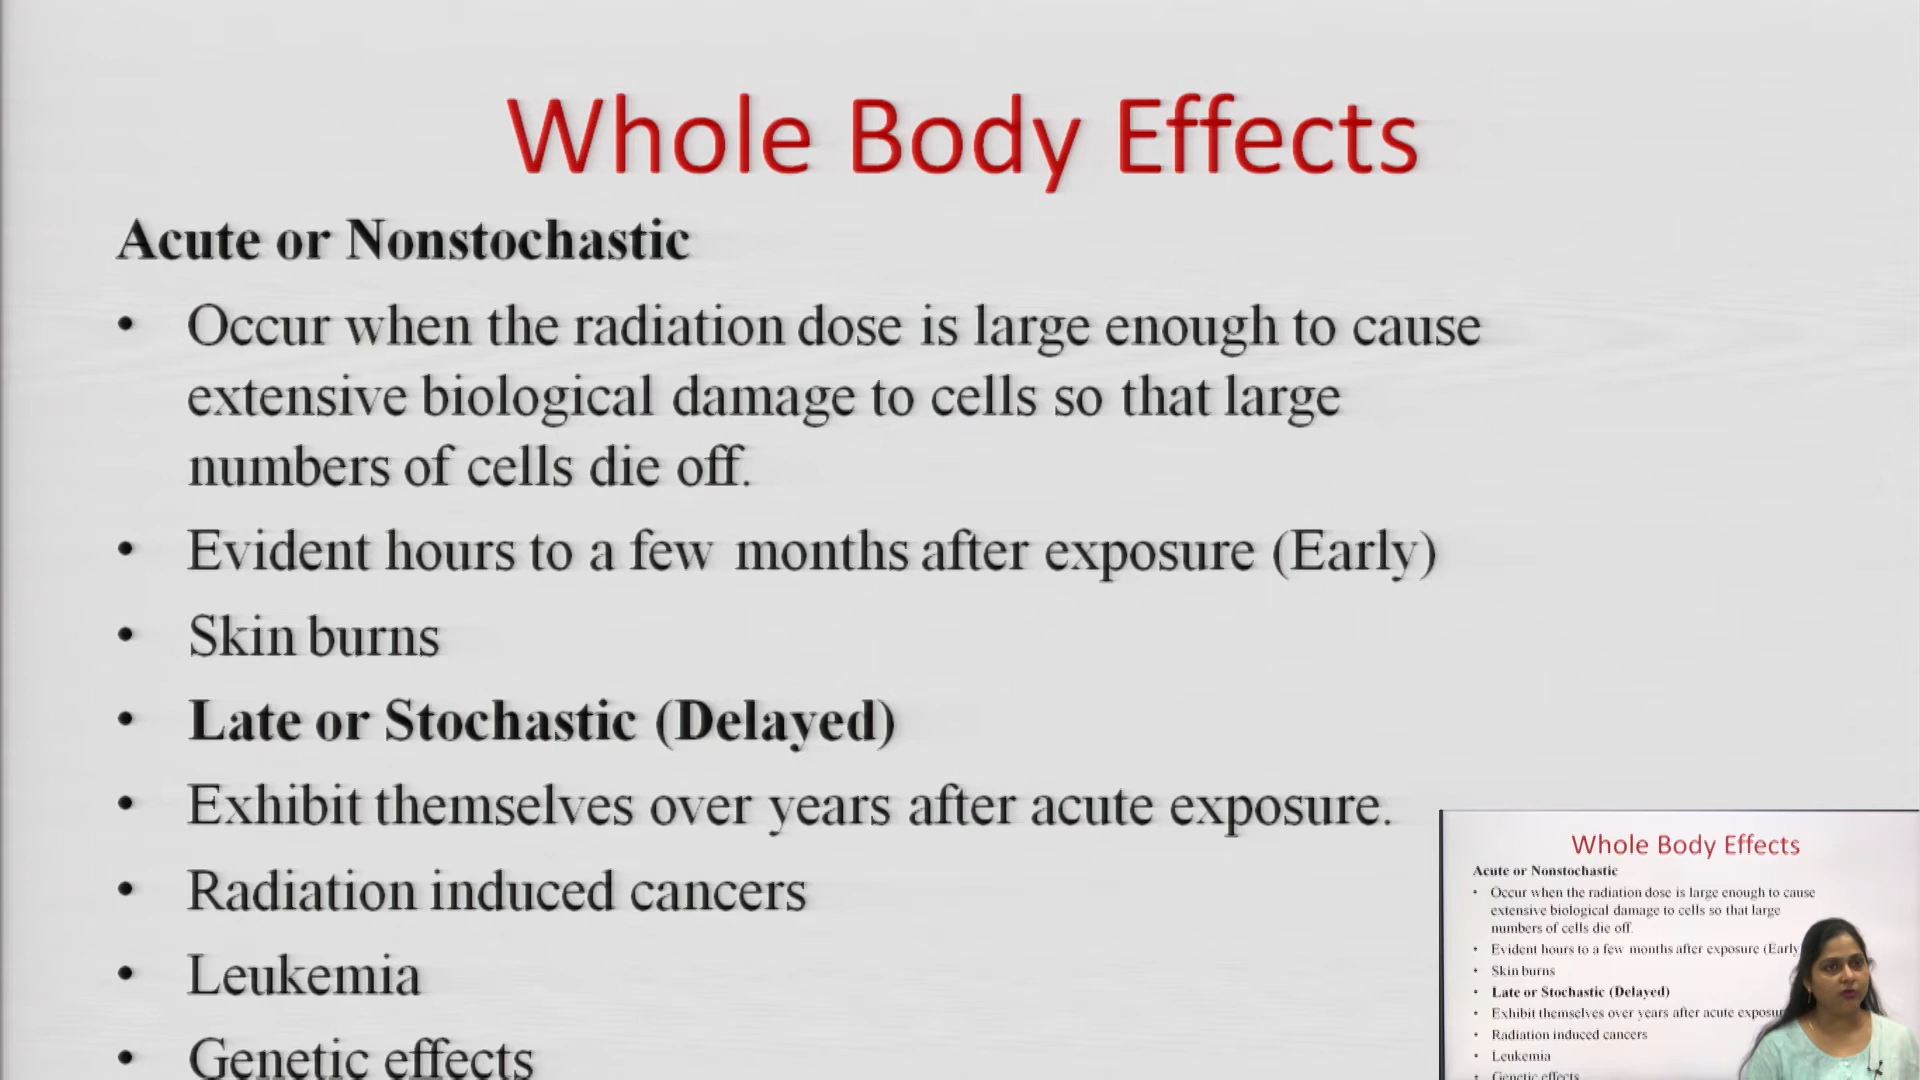 Whole Body Effects
Acute or Nonstochastic
• Occur when the radiation dose is large enough to cause
extensive biological damage to cells so that large
numbers of cells die off.
• Evident hours to a few months after exposure (Early)
• Skin burns
• Late or Stochastic (Delayed)
• Exhibit themselves over years after acute exposure.
• Radiation induced cancers
• Leukemia
• Genetic effects
Whole Body Effects
Acute or Nonstochastic
• Occur when the radiation dose is large enough to cause
extensive biological damage to cells so that large
numbers of cells die off.
• Evident hours to a few months after exposure (Early
• Skin burns
• Late or Stochastic (Delayed)
• Exhibit themselves over years after acute exposur
• Radiation induced cancers
• Leukemia
• Genetic effects